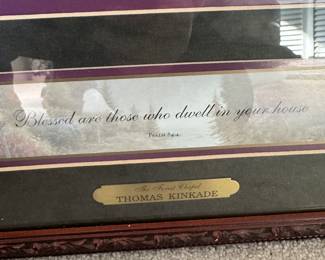 Blessed are those who dwell in your house
Psalm 84:4
The Forest Chapel
THOMAS KINKADE